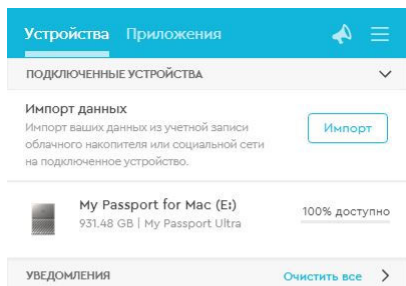 Устройства Приложения
ПОДКЛЮЧЕННЫЕ УСТРОЙСТВА
Импорт данных
Импорт ваших данных из учетной записи
облачного накопителя или социальной сети
на подключенное устройство.
Импорт
My Passport for Mac (E:)
931.48 GB | My Passport Ultra
100% доступно
УВЕДОМЛЕНИЯ Очистить все